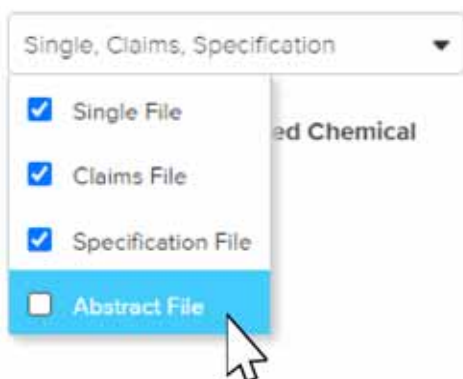 Single, Claims, Specification
Single File
ed Chemical
Claims File
Specification File
Abstract File